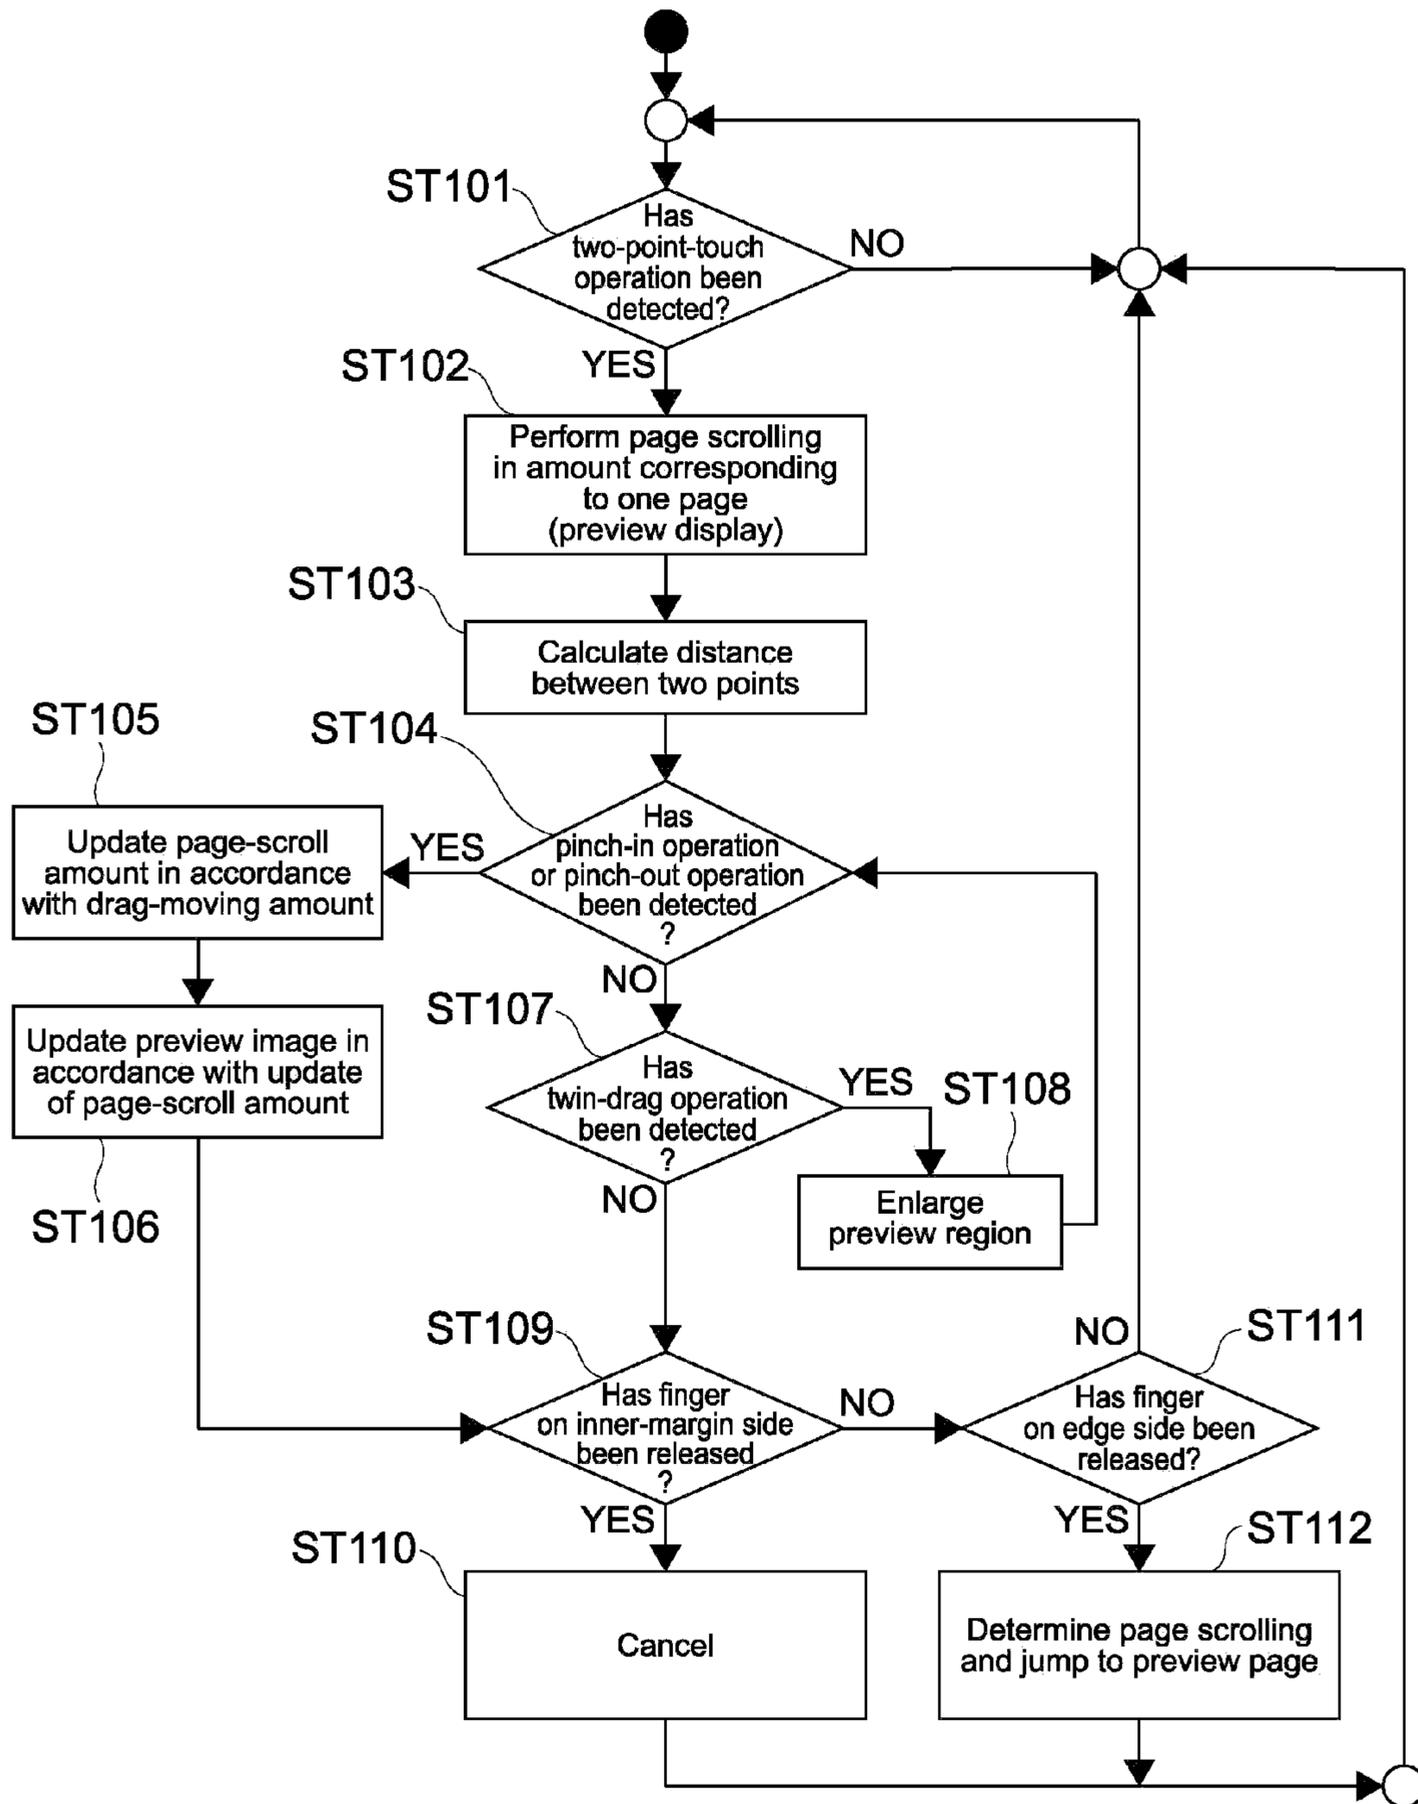 ST101
Has
two-point-touch
operation been
detected?
NO
YES
ST102
Perform page scrolling
in amount corresponding
to one page
(preview display)
ST103
Calculate distance
between two points
ST104
Has
pinch-in operation
or pinch-out operation
been detected
?
YES
NO
ST105
Update page-scroll
amount in accordance
with drag-moving amount
Update preview image in
accordance with update
of page-scroll amount
ST106
ST107
Has
twin-drag operation
been detected
?
YES
NO
ST108
Enlarge
preview region
ST109
Has finger
on inner-margin side
been released
?
NO
YES
ST111
NO
Has finger
on edge side been
released?
YES
ST110
Cancel
ST112
Determine page scrolling
and jump to preview page